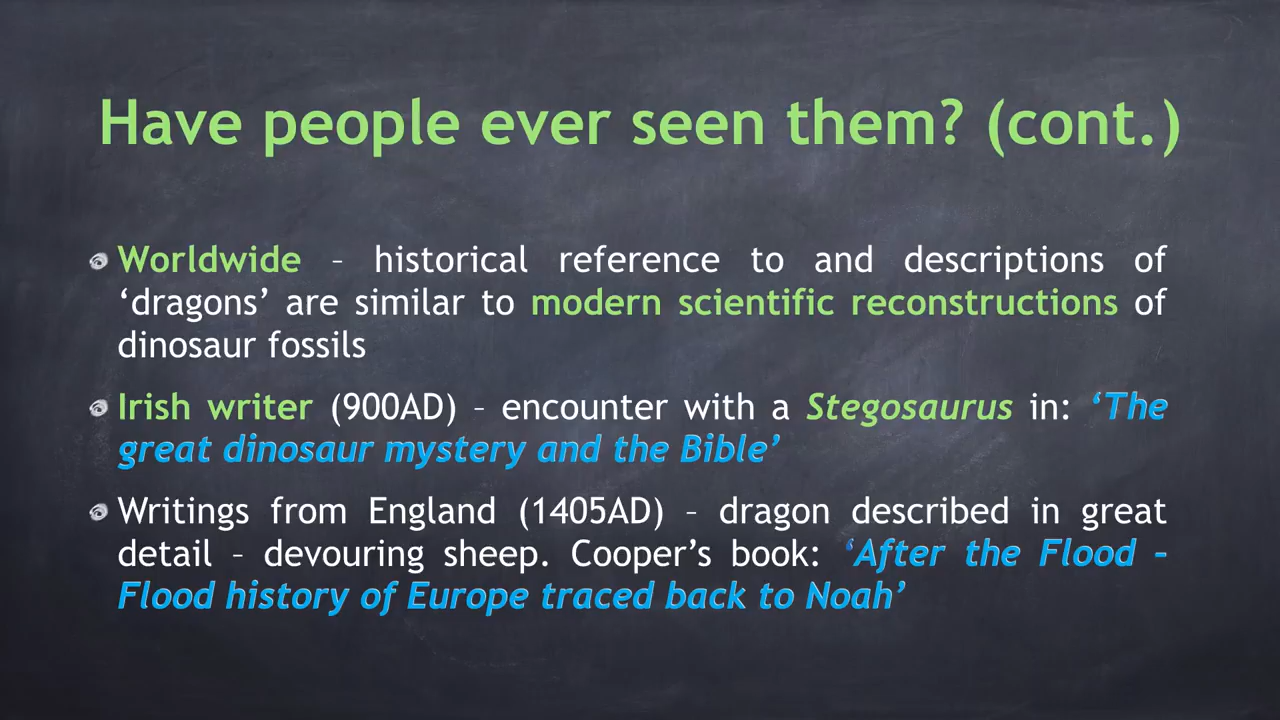 Have people ever seen them? (cont.)
Worldwide – historical reference to and descriptions of
‘dragons’ are similar to modern scientific reconstructions of
dinosaur fossils
Irish writer (900AD) – encounter with a Stegosaurus in: ‘The
great dinosaur mystery and the Bible’
Writings from England (1405AD) – dragon described in great
detail – devouring sheep. Cooper’s book: ‘After the Flood –
Flood history of Europe traced back to Noah’